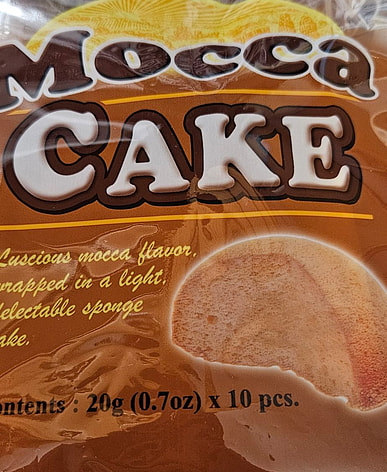 Mocca
CAKE
Luscious mocca flavor,
wrapped in a light,
delectable sponge
cake.
ontents : 20g (0.7oz) x 10 pcs.